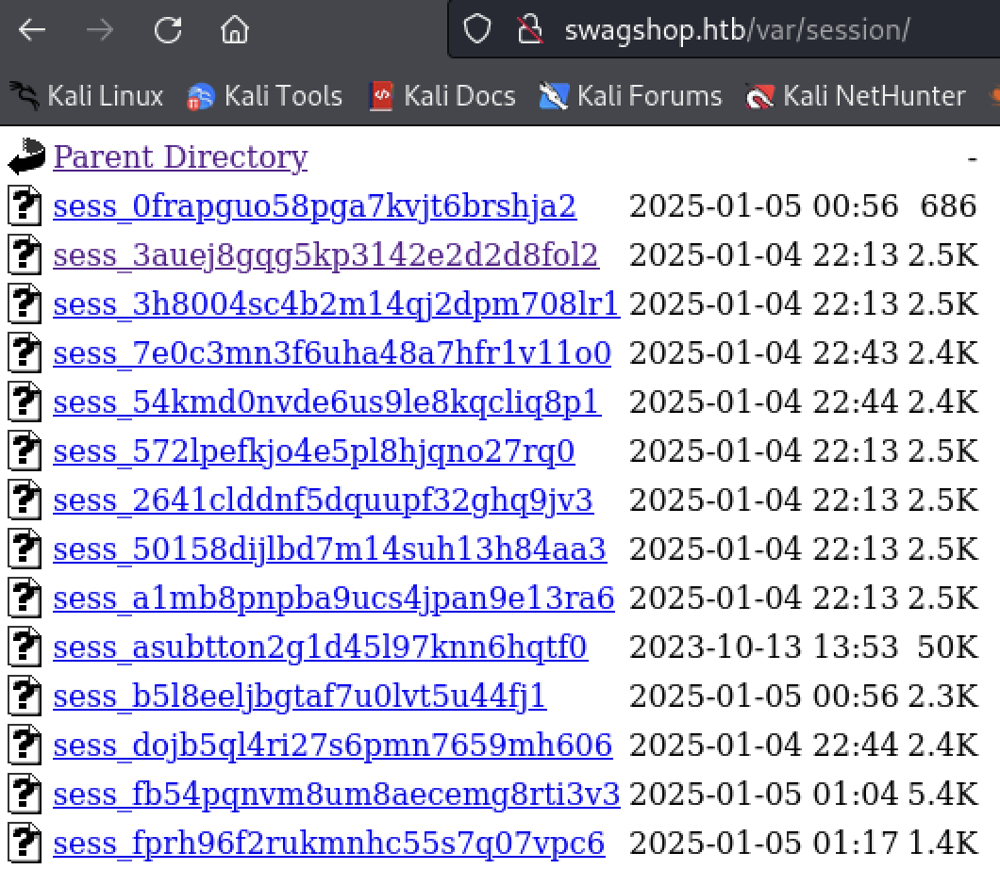 swagshop.htb/var/session/
Kali Linux Kali Tools Kali Docs Kali Forums Kali NetHunter
Parent Directory -
sess_0frapguo58pga7kvjt6brshja2 2025-01-05 00:56 686
sess_3auej8gqg5kp3142e2d2d8fol2 2025-01-04 22:13 2.5K
sess_3h8004sc4b2m14qj2dpm708lr1 2025-01-04 22:13 2.5K
sess_7e0c3mn3f6uha48a7hfr1v11o0 2025-01-04 22:43 2.4K
sess_54kmd0nvde6us9le8kqcliq8p1 2025-01-04 22:44 2.4K
sess_572lpefkjo4e5pl8hjqno27rq0 2025-01-04 22:13 2.5K
sess_2641clddnf5dquupf32ghq9jv3 2025-01-04 22:13 2.5K
sess_50158dijlbd7m14suh13h84aa3 2025-01-04 22:13 2.5K
sess_a1mb8pnpba9ucs4jpan9e13ra6 2025-01-04 22:13 2.5K
sess_asubtton2g1d45l97knn6hqtf0 2023-10-13 13:53 50K
sess_b5l8eeljbgtaf7u0lvt5u44fj1 2025-01-05 00:56 2.3K
sess_dojb5ql4ri27s6pmn7659mh606 2025-01-04 22:44 2.4K
sess_fb54pqnvm8um8aecemg8rti3v3 2025-01-05 01:04 5.4K
sess_fprh96f2rukmnhc55s7q07vpc6 2025-01-05 01:17 1.4K